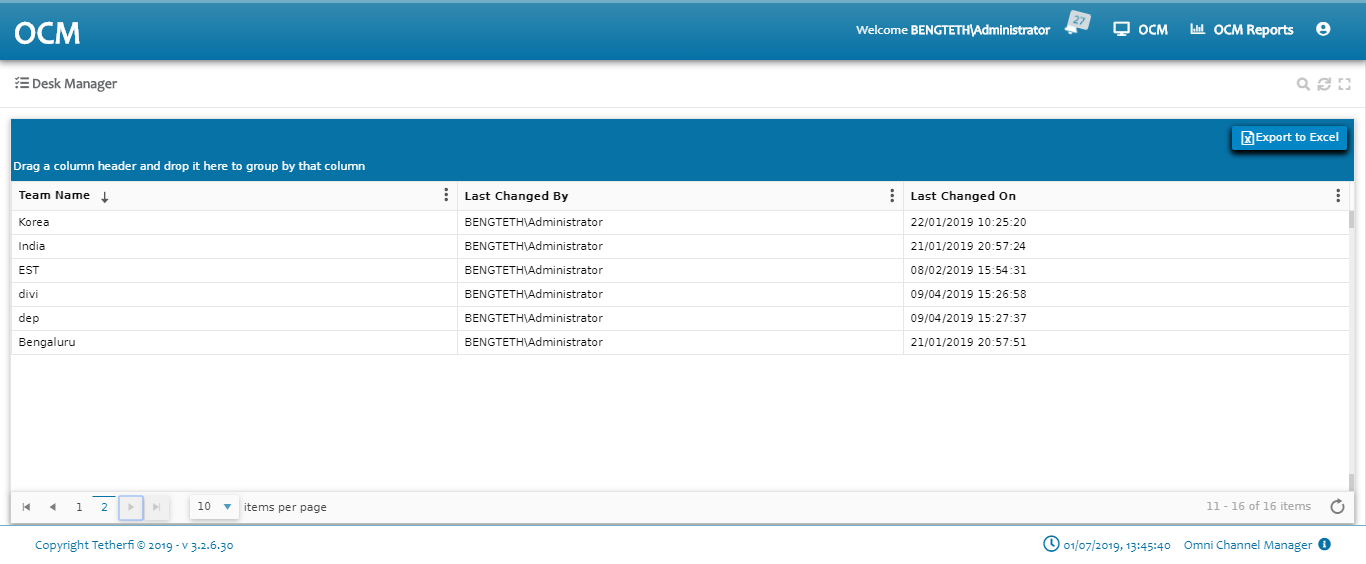 OCM
Welcome BENGTETH\Administrator
27
OCM
OCM Reports
Desk Manager
Export to Excel
Drag a column header and drop it here to group by that column
Team Name Last Changed By Last Changed On
Korea BENGTETH\Administrator 22/01/2019 10:25:20
India BENGTETH\Administrator 21/01/2019 20:57:24
EST BENGTETH\Administrator 08/02/2019 15:54:31
divi BENGTETH\Administrator 09/04/2019 15:26:58
dep BENGTETH\Administrator 09/04/2019 15:27:37
Bengaluru BENGTETH\Administrator 21/01/2019 20:57:51
1 2 10 items per page 11 - 16 of 16 items
Copyright Tetherfi © 2019 - v 3.2.6.30 01/07/2019, 13:45:40 Omni Channel Manager